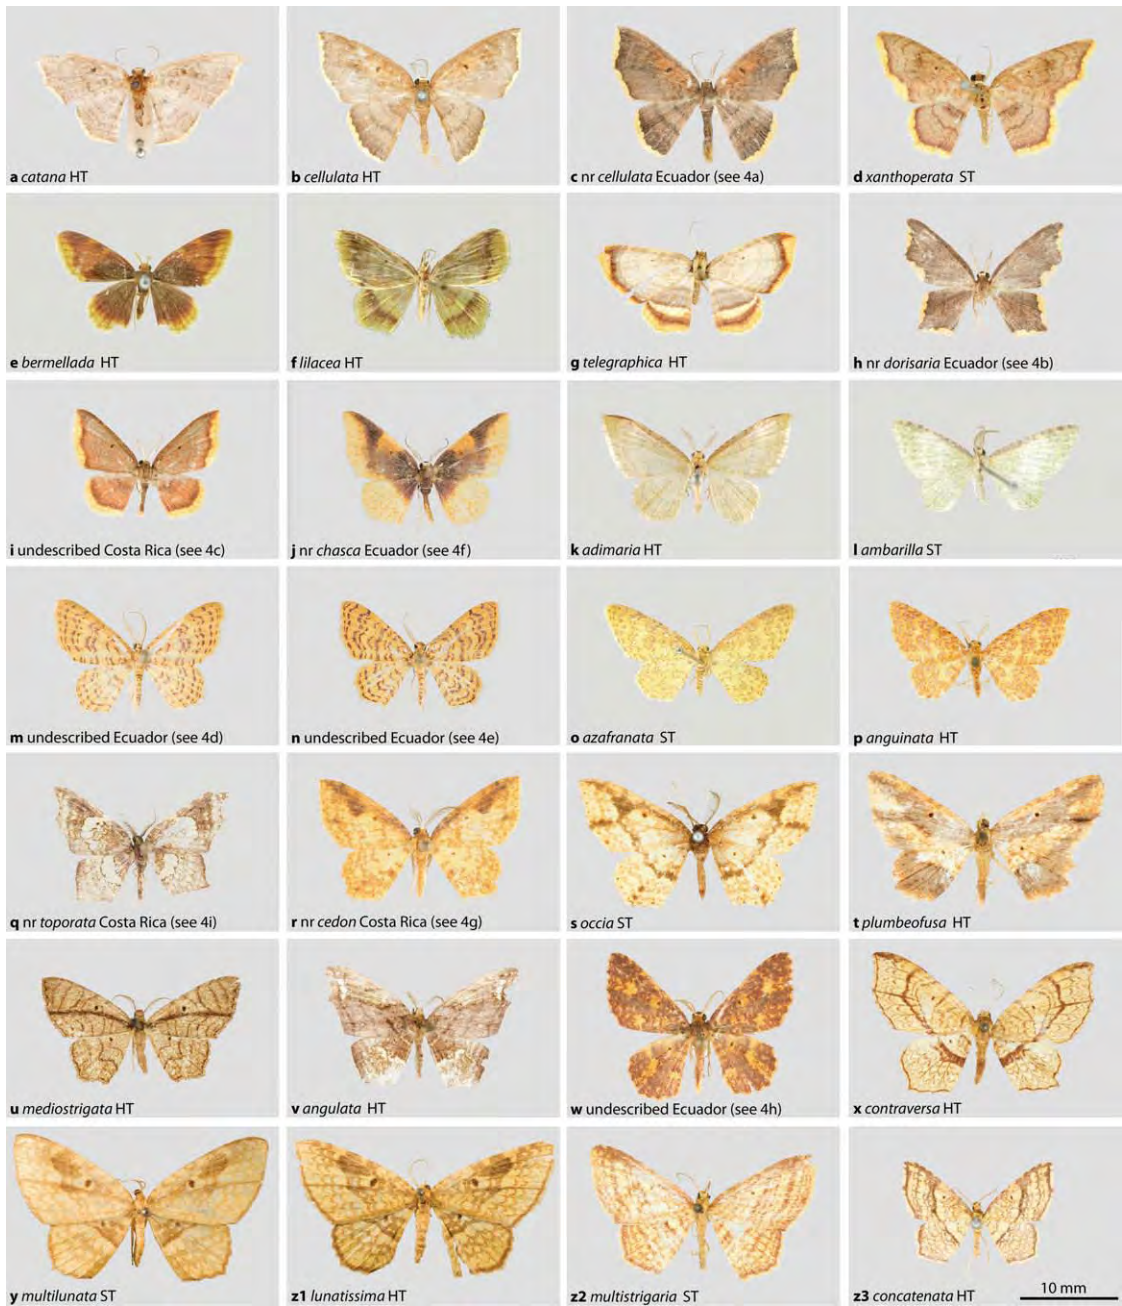 a catana HT
b cellulata HT
c nr cellulata Ecuador (see 4a)
d xanthoperata ST
e bermellada HT
f lilacea HT
g telegraphica HT
h nr dorisaria Ecuador (see 4b)
i undescribed Costa Rica (see 4c)
j nr chasca Ecuador (see 4f)
k adimaria HT
l ambarilla ST
m undescribed Ecuador (see 4d)
n undescribed Ecuador (see 4e)
o azafranata ST
p anguinata HT
q nr toporata Costa Rica (see 4i)
r nr cedon Costa Rica (see 4g)
s occia ST
t plumbeofusa HT
u mediostrigata HT
v angulata HT
w undescribed Ecuador (see 4h)
x contraversa HT
y multilunata ST
z1 lunatissima HT
z2 multistrigaria ST
10 mm
z3 concatenata HT